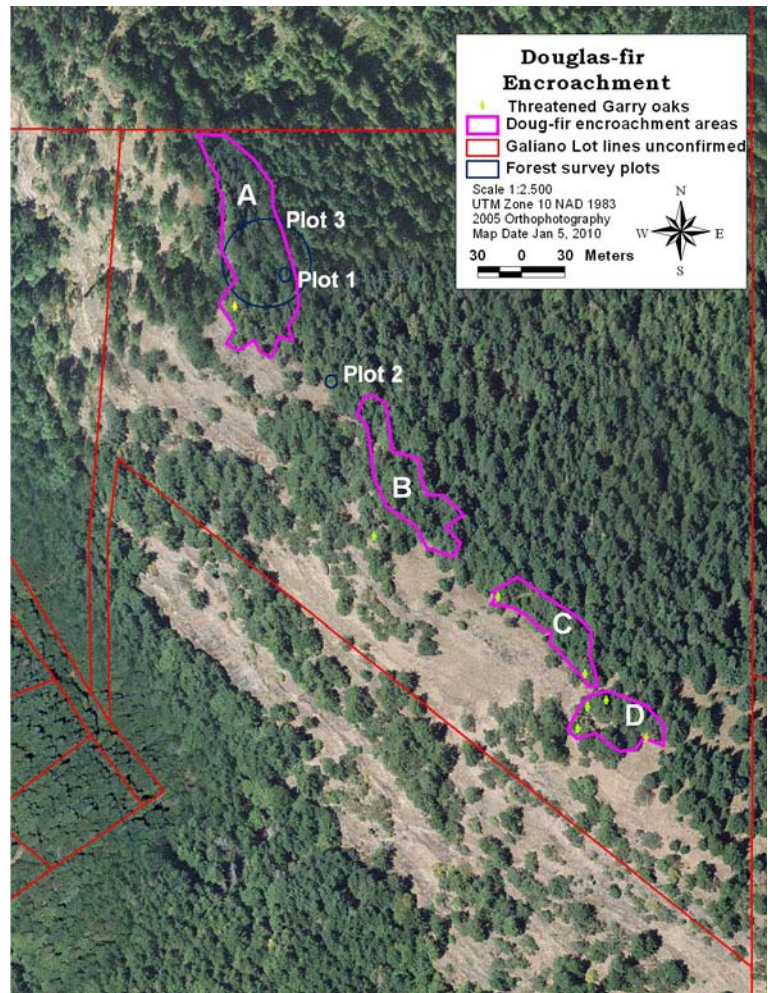 Douglas-fir
Encroachment
Threatened Garry oaks
Doug-fir encroachment areas
Galiano Lot lines unconfirmed
Forest survey plots
Scale 1:2.500
UTM Zone 10 NAD 1983
2005 Orthophotography
Map Date Jan 5, 2010
N
W E
S
30 0 30 Meters
A
Plot 3
Plot 1
Plot 2
B
C
D